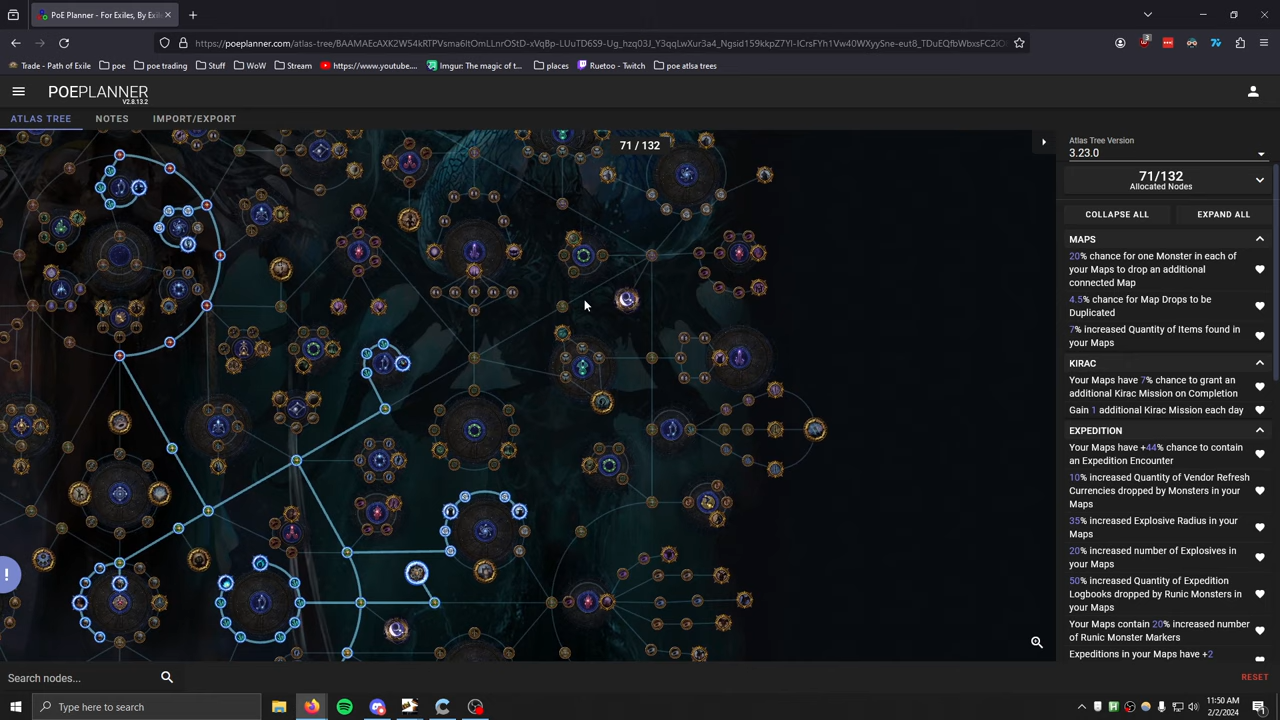 PoE Planner - For Exiles, By Exil
https://poeplanner.com/atlas-tree/
Trade - Path of Exile
poe
poe trading
Stuff
WoW
Stream
https://www.youtube....
Imgur: The magic of t...
places
Ruetoo - Twitch
poe atlsa trees
POEPLANNER
V2.8.13.2
ATLAS TREE
NOTES
IMPORT/EXPORT
71 / 132
Atlas Tree Version
3.23.0
71/132
Allocated Nodes
COLLAPSE ALL
EXPAND ALL
MAPS
20% chance for one Monster in each of
your Maps to drop an additional
connected Map
4.5% chance for Map Drops to be
Duplicated
7% increased Quantity of Items found in
your Maps
KIRAC
Your Maps have 7% chance to grant an
additional Kirac Mission on Completion
Gain 1 additional Kirac Mission each day
EXPEDITION
Your Maps have +44% chance to contain
an Expedition Encounter
10% increased Quantity of Vendor Refresh
Currencies dropped by Monsters in your
Maps
35% increased Explosive Radius in your
Maps
20% increased number of Explosives in
your Maps
50% increased Quantity of Expedition
Logbooks dropped by Runic Monsters in
your Maps
Your Maps contain 20% increased number
of Runic Monster Markers
Expeditions in your Maps have +2
!
Search nodes...
RESET
Type here to search
11:50 AM
2/2/2024